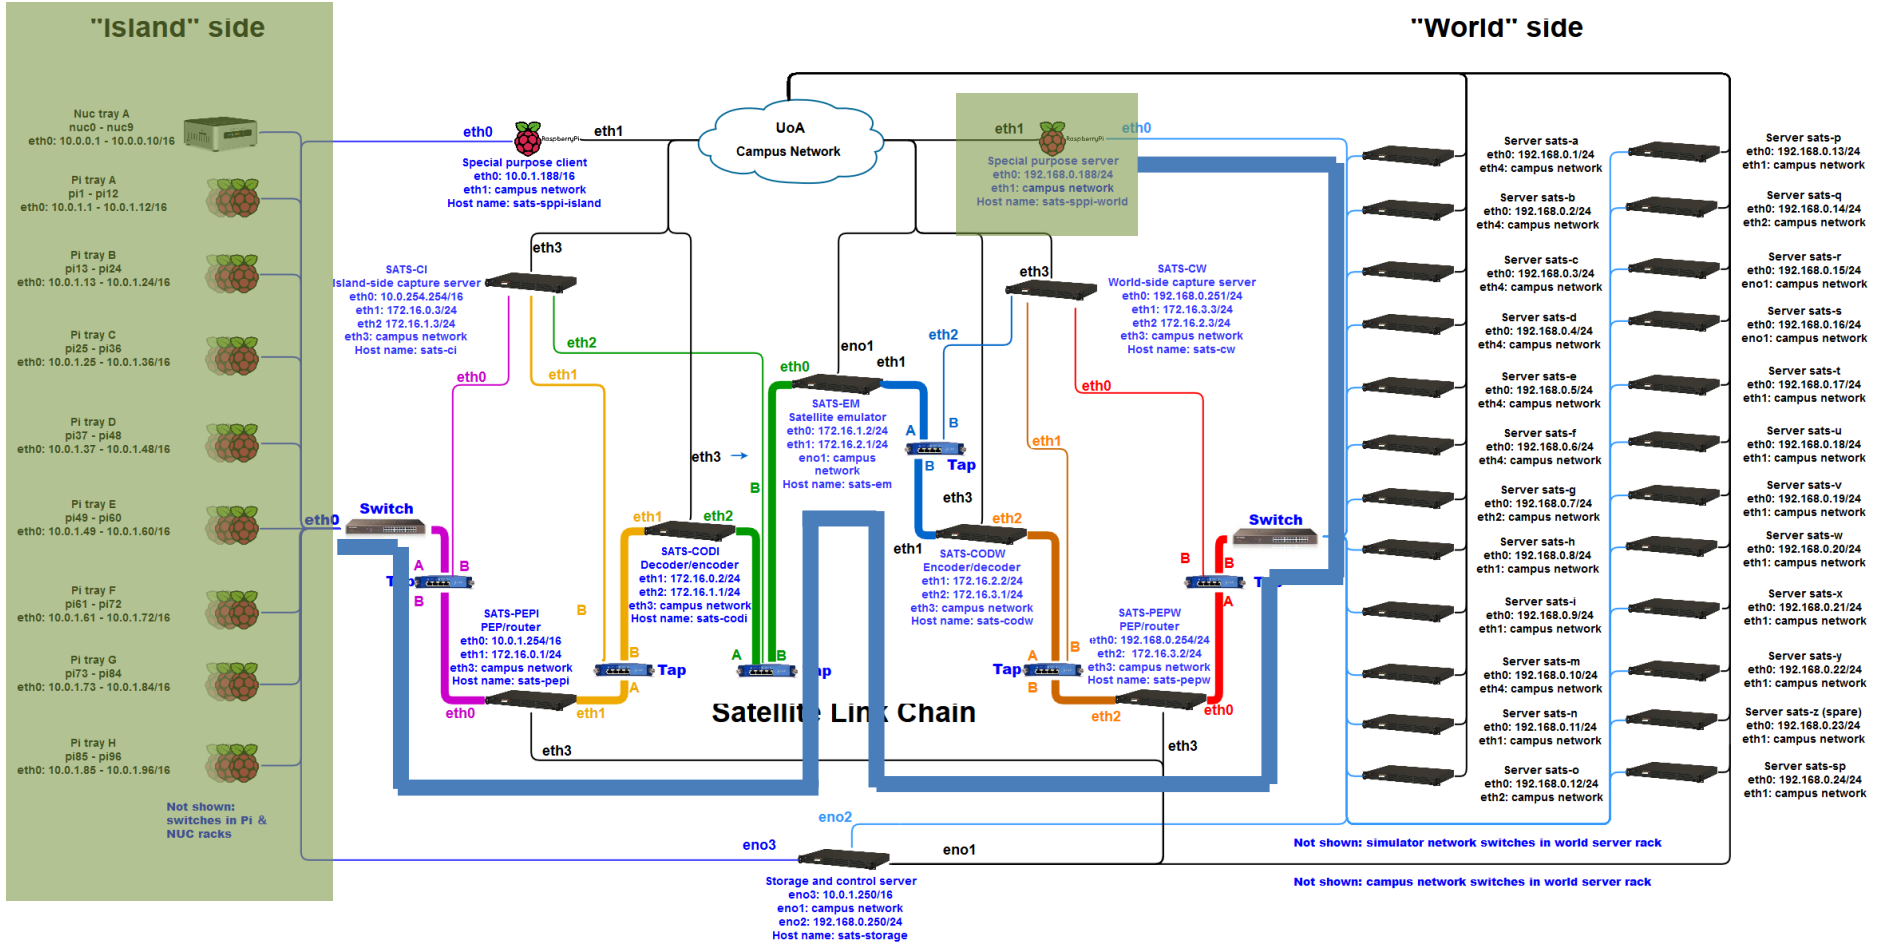 "Island" side
"World" side
Nuc tray A
nuc0 - nuc9
eth0: 10.0.0.1 - 10.0.0.10/16
Pi tray A
pi1 - pi12
eth0: 10.0.1.1 - 10.0.1.12/16
Pi tray B
pi13 - pi24
eth0: 10.0.1.13 - 10.0.1.24/16
Pi tray C
pi25 - pi36
eth0: 10.0.1.25 - 10.0.1.36/16
Pi tray D
pi37 - pi48
eth0: 10.0.1.37 - 10.0.1.48/16
Pi tray E
pi49 - pi60
eth0: 10.0.1.49 - 10.0.1.60/16
Pi tray F
pi61 - pi72
eth0: 10.0.1.61 - 10.0.1.72/16
Pi tray G
pi73 - pi84
eth0: 10.0.1.73 - 10.0.1.84/16
Pi tray H
pi85 - pi96
eth0: 10.0.1.85 - 10.0.1.96/16
Not shown:
switches in Pi &
NUC racks
eth0
RaspberryPi
eth1
Special purpose client
eth0: 10.0.1.188/16
eth1: campus network
Host name: sats-sppi-island
UoA
Campus Network
eth1
RaspberryPi
eth0
Special purpose server
eth0: 192.168.0.188/24
eth1: campus network
Host name: sats-sppi-world
eth3
SATS-CI
Island-side capture server
eth0: 10.0.254.254/16
eth1: 172.16.0.3/24
eth2 172.16.1.3/24
eth3: campus network
Host name: sats-ci
eth0
eth1
eth2
eth3
SATS-CW
World-side capture server
eth0: 192.168.0.251/24
eth1: 172.16.3.3/24
eth2 172.16.2.3/24
eth3: campus network
Host name: sats-cw
eth2
eth1
eth0
eno1
eth1
eth0
SATS-EM
Satellite emulator
eth0: 172.16.1.2/24
eth1: 172.16.2.1/24
eno1: campus
network
Host name: sats-em
A
B
B
Tap
eth3
B
eth0
Switch
A
B
B
eth1
eth2
SATS-CODI
Decoder/encoder
eth1: 172.16.0.2/24
eth2: 172.16.1.1/24
eth3: campus network
Host name: sats-codi
B
B
Tap
A
A
B
SATS-PEPI
PEP/router
eth0: 10.0.1.254/16
eth1: 172.16.0.1/24
eth3: campus network
Host name: sats-pepi
eth0
eth1
eth3
eth3
eth2
eth1
SATS-CODW
Encoder/decoder
eth1: 172.16.2.2/24
eth2: 172.16.3.1/24
eth3: campus network
Host name: sats-codw
A
B
Tap
B
SATS-PEPW
PEP/router
eth0: 192.168.0.254/24
eth2: 172.16.3.2/24
eth3: campus network
Host name: sats-pepw
eth2
eth0
eth3
Switch
B
B
A
Satellite Link Chain
eno2
eno3
eno1
Storage and control server
eno3: 10.0.1.250/16
eno1: campus network
eno2: 192.168.0.250/24
Host name: sats-storage
Server sats-a
eth0: 192.168.0.1/24
eth4: campus network
Server sats-b
eth0: 192.168.0.2/24
eth4: campus network
Server sats-c
eth0: 192.168.0.3/24
eth4: campus network
Server sats-d
eth0: 192.168.0.4/24
eth4: campus network
Server sats-e
eth0: 192.168.0.5/24
eth4: campus network
Server sats-f
eth0: 192.168.0.6/24
eth4: campus network
Server sats-g
eth0: 192.168.0.7/24
eth2: campus network
Server sats-h
eth0: 192.168.0.8/24
eth1: campus network
Server sats-i
eth0: 192.168.0.9/24
eth1: campus network
Server sats-m
eth0: 192.168.0.10/24
eth4: campus network
Server sats-n
eth0: 192.168.0.11/24
eth1: campus network
Server sats-o
eth0: 192.168.0.12/24
eth2: campus network
Server sats-p
eth0: 192.168.0.13/24
eth1: campus network
Server sats-q
eth0: 192.168.0.14/24
eth2: campus network
Server sats-r
eth0: 192.168.0.15/24
eno1: campus network
Server sats-s
eth0: 192.168.0.16/24
eno1: campus network
Server sats-t
eth0: 192.168.0.17/24
eth1: campus network
Server sats-u
eth0: 192.168.0.18/24
eth1: campus network
Server sats-v
eth0: 192.168.0.19/24
eth1: campus network
Server sats-w
eth0: 192.168.0.20/24
eth1: campus network
Server sats-x
eth0: 192.168.0.21/24
eth1: campus network
Server sats-y
eth0: 192.168.0.22/24
eth1: campus network
Server sats-z (spare)
eth0: 192.168.0.23/24
eth1: campus network
Server sats-sp
eth0: 192.168.0.24/24
eth1: campus network
Not shown: simulator network switches in world server rack
Not shown: campus network switches in world server rack